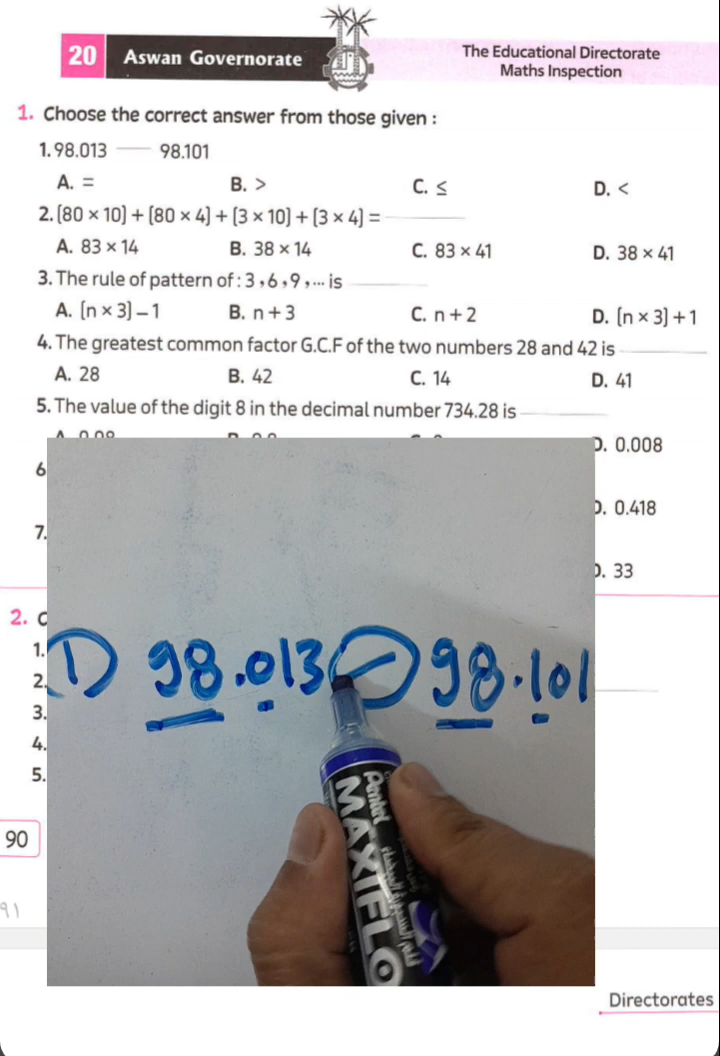 20 Aswan Governorate
The Educational Directorate
Maths Inspection
1. Choose the correct answer from those given :
1. 98.013 —— 98.101
A. = B. > C. ≤ D. <
2. (80 × 10) + (80 × 4) + (3 × 10) + (3 × 4) = ————
A. 83 × 14 B. 38 × 14 C. 83 × 41 D. 38 × 41
3. The rule of pattern of : 3 , 6 , 9 , ... is ————
A. (n × 3) – 1 B. n + 3 C. n + 2 D. (n × 3) + 1
4. The greatest common factor G.C.F of the two numbers 28 and 42 is ————
A. 28 B. 42 C. 14 D. 41
5. The value of the digit 8 in the decimal number 734.28 is ————
D. 0.008
6
D. 0.418
7.
D. 33
2. C
1.
2.
3.
4.
5.
1) 98.013 98.101
Pentel
MAXIFLO
90
91
Directorates